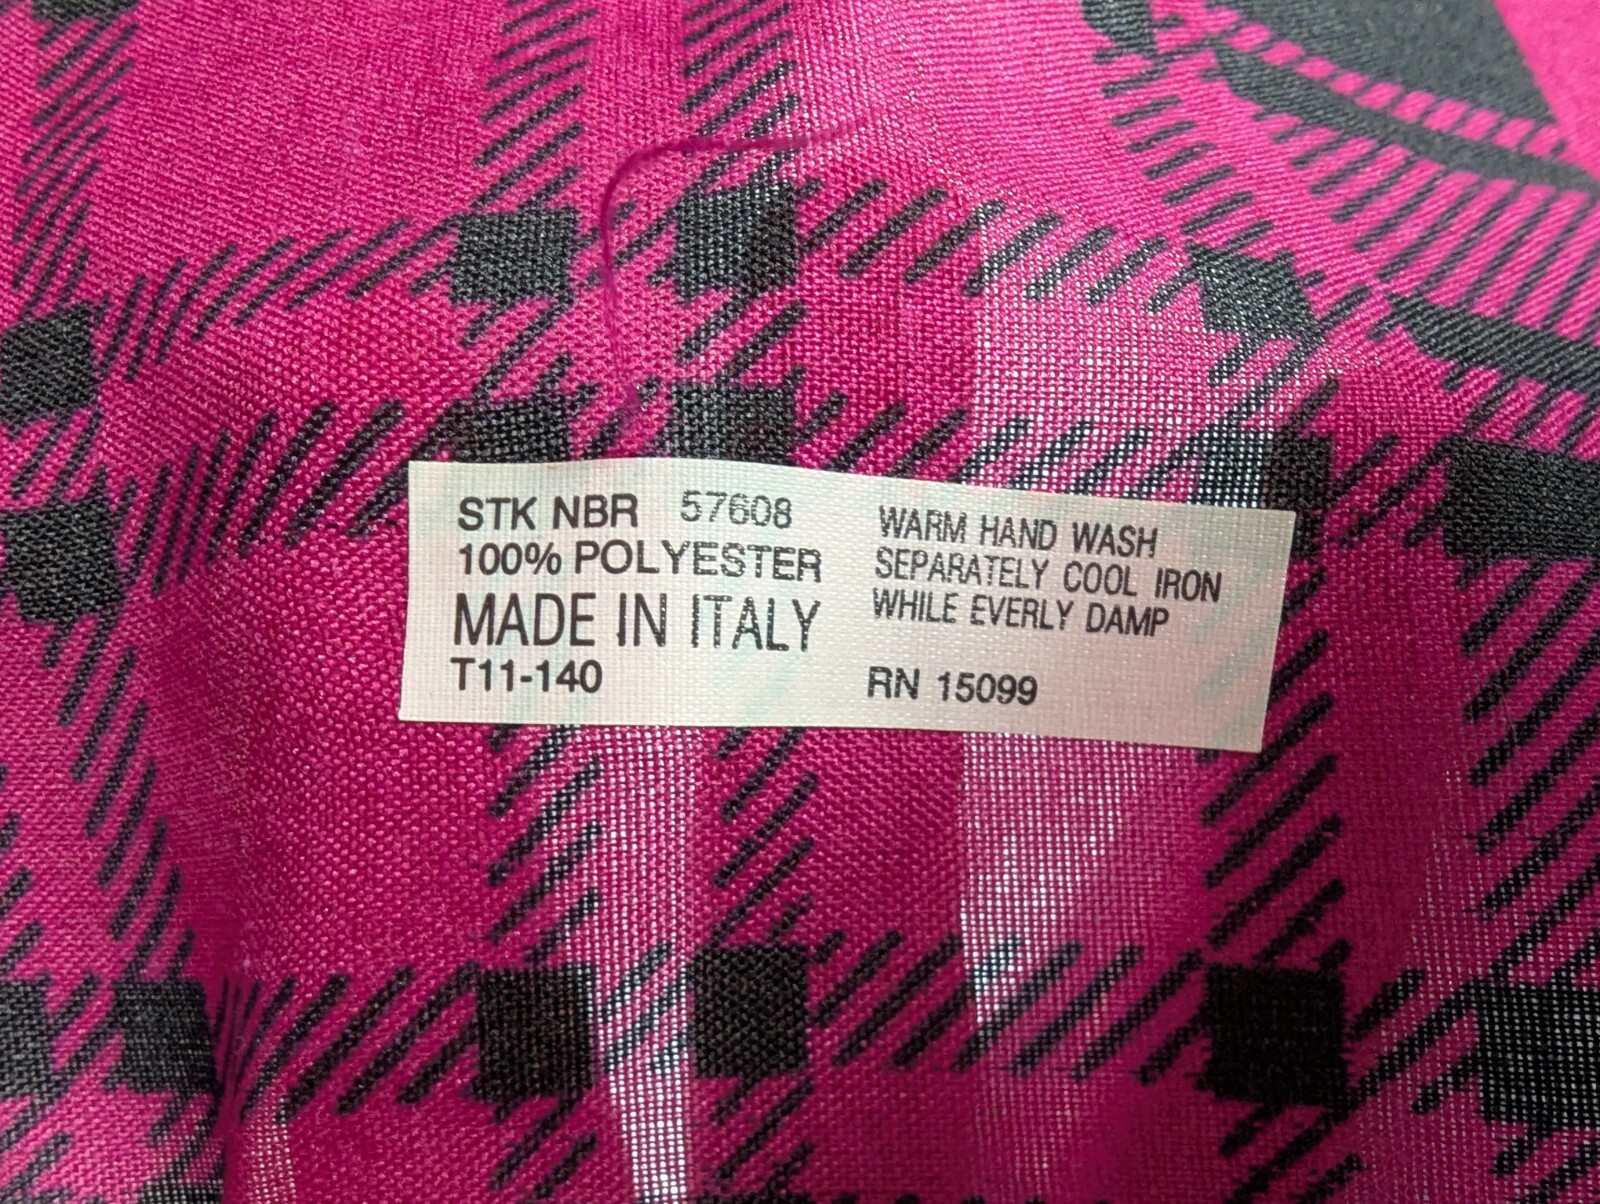 STK NBR 57608
100% POLYESTER
MADE IN ITALY
T11-140
WARM HAND WASH
SEPARATELY COOL IRON
WHILE EVERLY DAMP
RN 15099